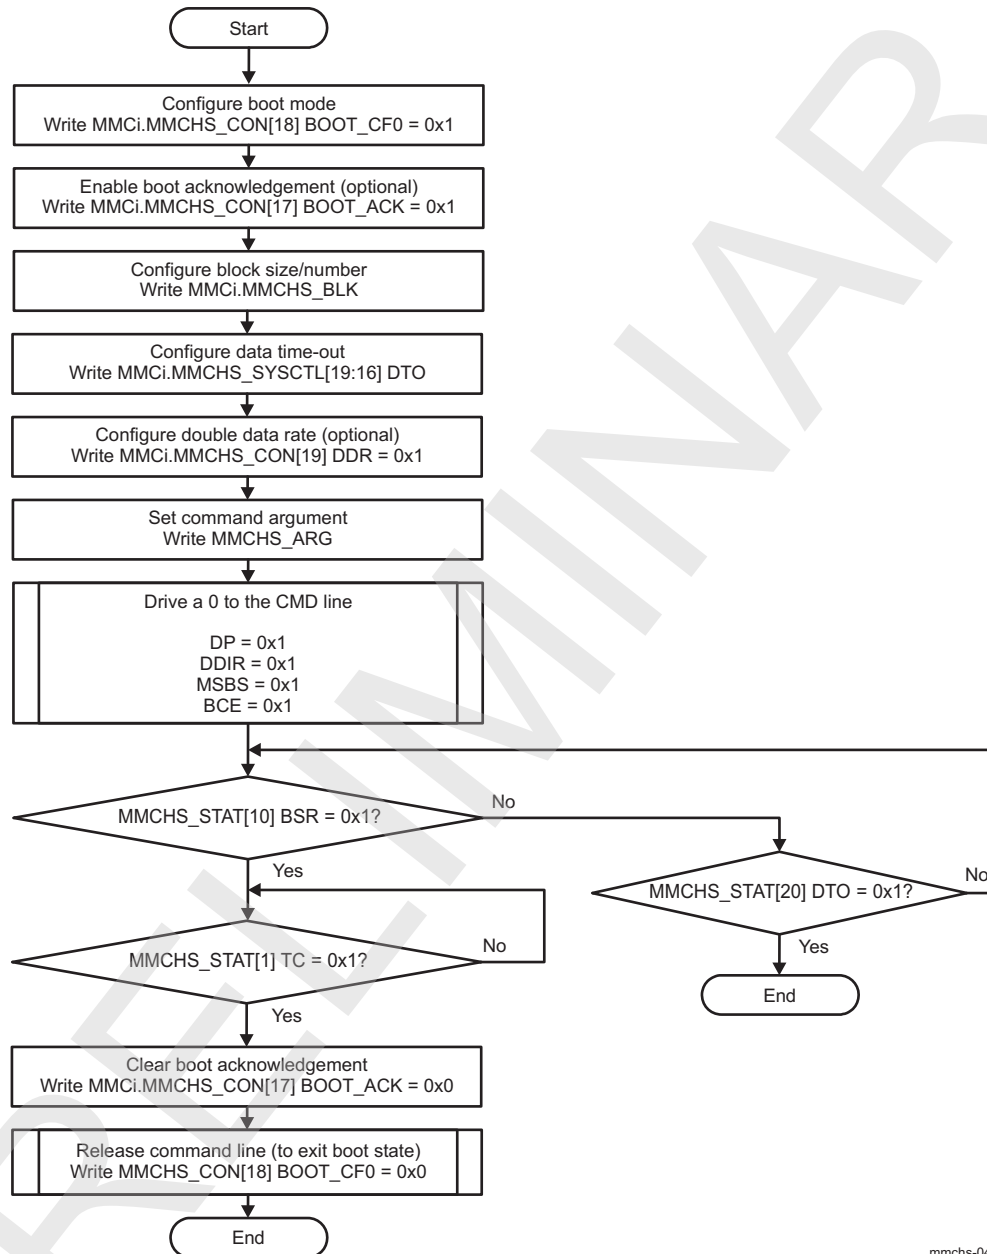 Start
Configure boot mode
Write MMCi.MMCHS_CON[18] BOOT_CF0 = 0x1
Enable boot acknowledgement (optional)
Write MMCi.MMCHS_CON[17] BOOT_ACK = 0x1
Configure block size/number
Write MMCi.MMCHS_BLK
Configure data time-out
Write MMCi.MMCHS_SYSCTL[19:16] DTO
Configure double data rate (optional)
Write MMCi.MMCHS_CON[19] DDR = 0x1
Set command argument
Write MMCHS_ARG
Drive a 0 to the CMD line
DP = 0x1
DDIR = 0x1
MSBS = 0x1
BCE = 0x1
MMCHS_STAT[10] BSR = 0x1?
No
Yes
MMCHS_STAT[20] DTO = 0x1?
No
Yes
End
MMCHS_STAT[1] TC = 0x1?
No
Yes
Clear boot acknowledgement
Write MMCi.MMCHS_CON[17] BOOT_ACK = 0x0
Release command line (to exit boot state)
Write MMCHS_CON[18] BOOT_CF0 = 0x0
End